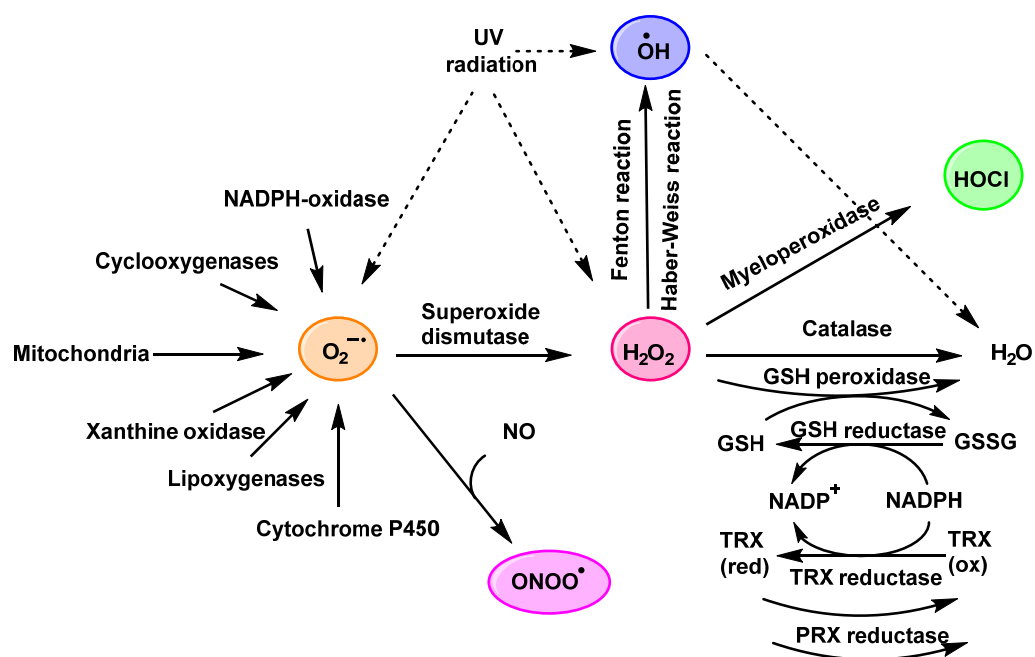 UV
radiation
•OH
Fenton reaction
Haber-Weiss reaction
HOCl
Myeloperoxidase
NADPH-oxidase
Cyclooxygenases
Mitochondria
Xanthine oxidase
Lipoxygenases
Cytochrome P450
O₂⁻•
Superoxide
dismutase
H₂O₂
Catalase
H₂O
GSH peroxidase
GSH
GSH reductase
GSSG
NO
NADP⁺
NADPH
ONOO•
TRX
(red)
TRX
(ox)
TRX reductase
PRX reductase